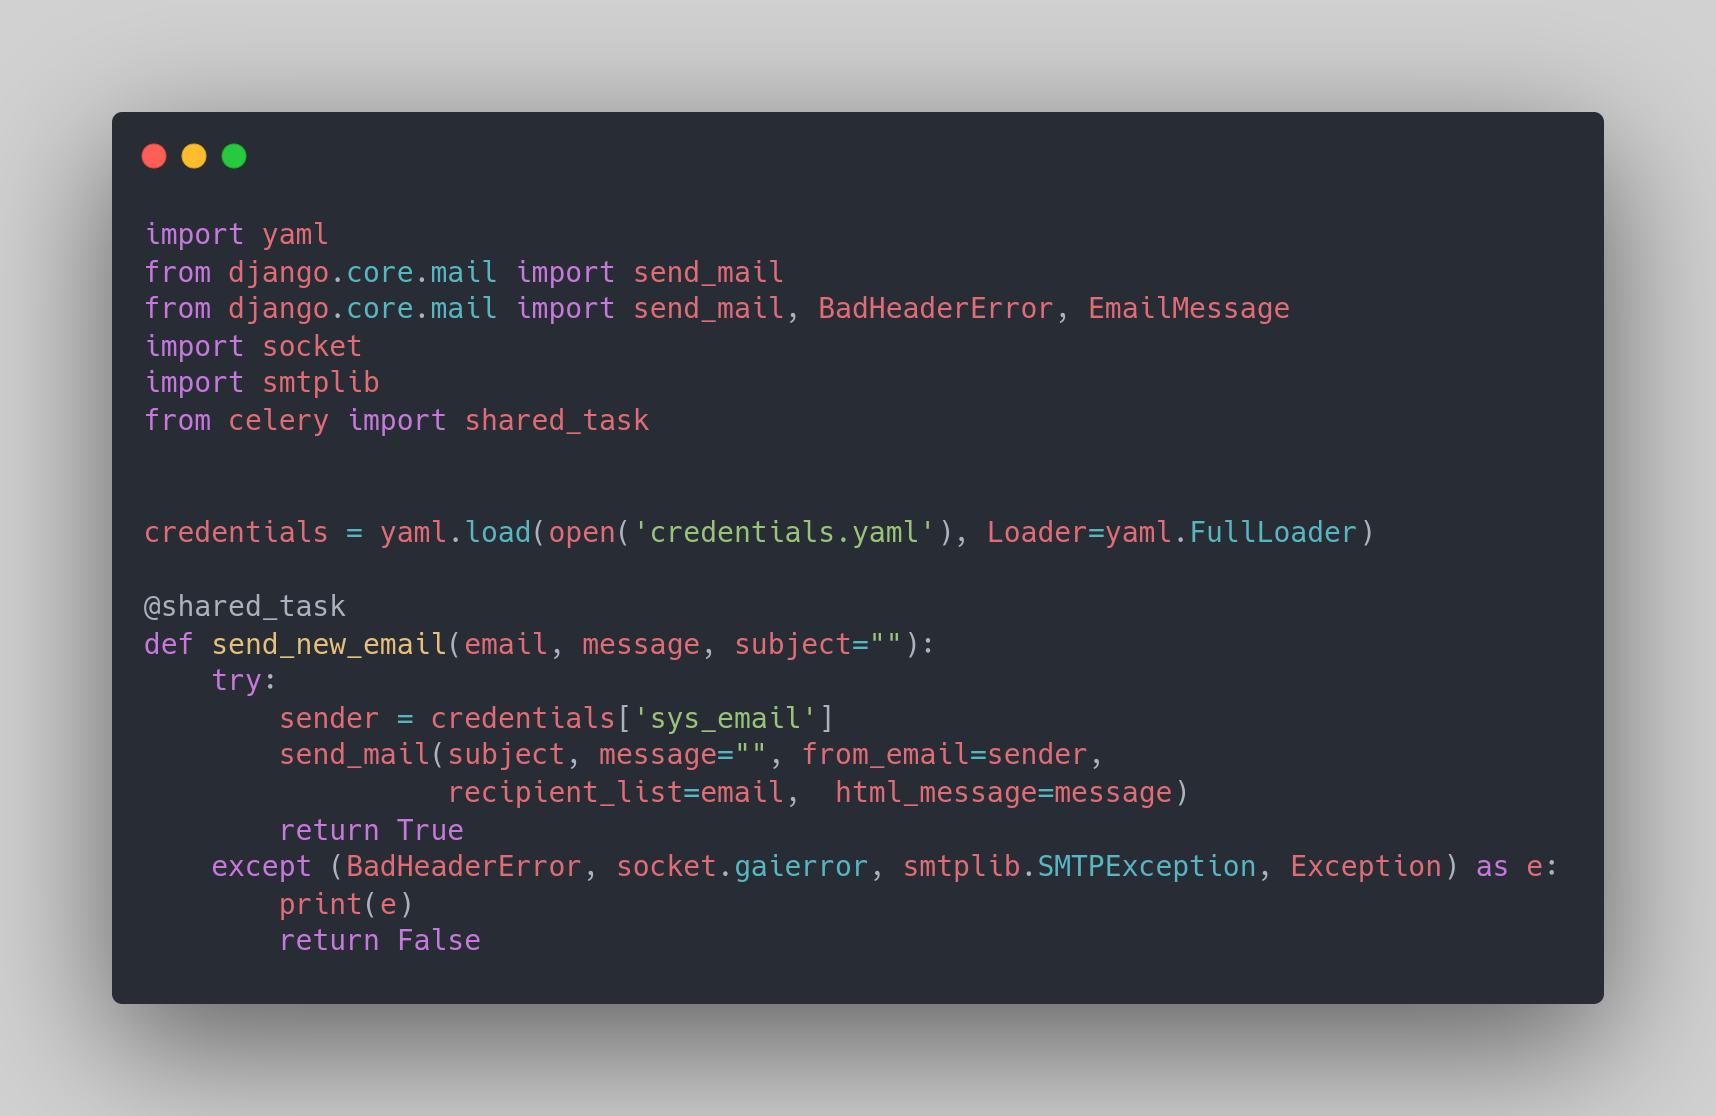 import yaml
from django.core.mail import send_mail
from django.core.mail import send_mail, BadHeaderError, EmailMessage
import socket
import smtplib
from celery import shared_task
credentials = yaml.load(open('credentials.yaml'), Loader=yaml.FullLoader)
@shared_task
def send_new_email(email, message, subject=""):
    try:
        sender = credentials['sys_email']
        send_mail(subject, message="", from_email=sender,
                  recipient_list=email,  html_message=message)
        return True
    except (BadHeaderError, socket.gaierror, smtplib.SMTPException, Exception) as e:
        print(e)
        return False